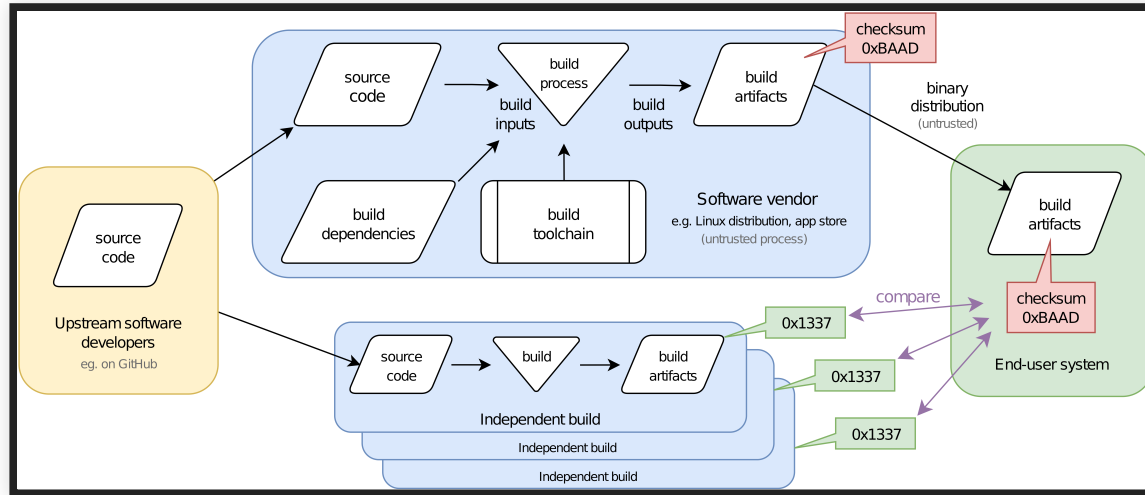 checksum
0xBAAD
source
code
build
process
build
artifacts
build
inputs
build
outputs
binary
distribution
(untrusted)
build
dependencies
build
toolchain
Software vendor
e.g. Linux distribution, app store
(untrusted process)
source
code
Upstream software
developers
eg. on GitHub
build
artifacts
checksum
0xBAAD
End-user system
compare
0x1337
0x1337
0x1337
source
code
build
build
artifacts
Independent build
Independent build
Independent build